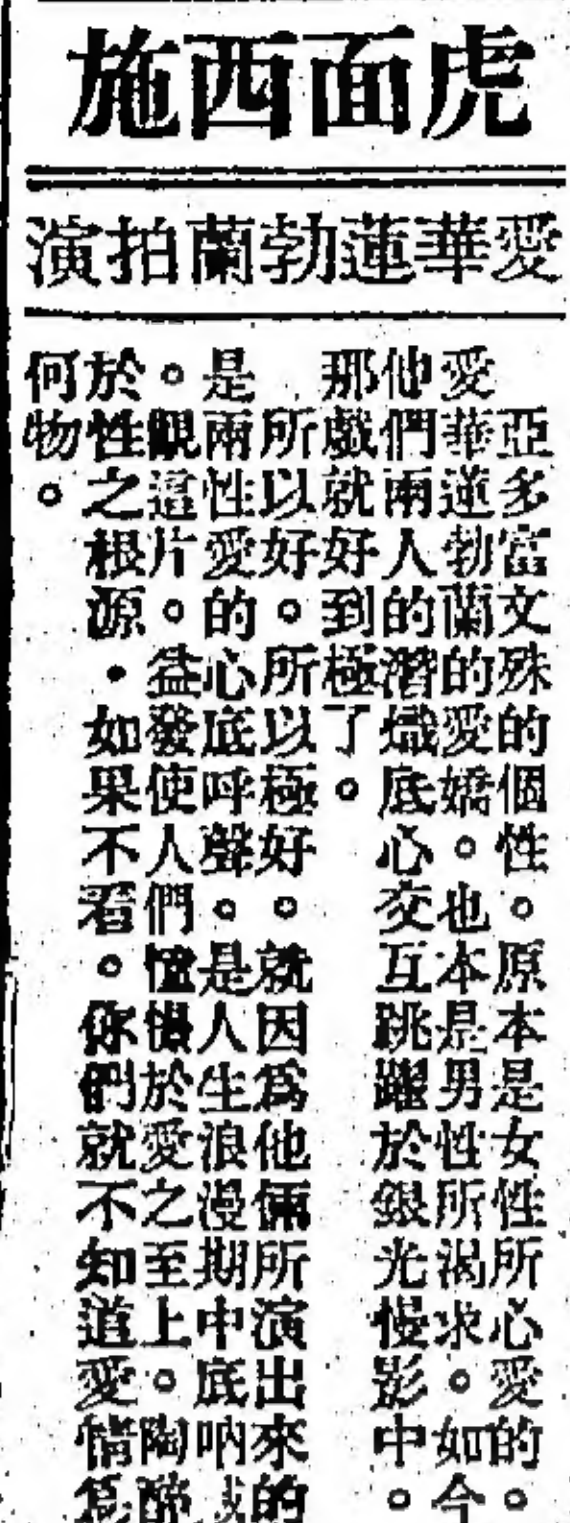 虎面西施
愛華蓮勃蘭拍演
亞多富文殊的個性。原本是女性所心愛的。
愛華蓮勃蘭的愛嬌。也本是男性所渴求。如今
他們兩人的潛熾底心交互跳躍於銀光慢影中。
那戲就好到極了。
所以好。所以極好。就因爲他倆所演出來的
是兩性愛的心底呼聲。是人生浪漫期中底吶喊
。觀這片。益發使人們憧憬於愛之至上。陶醉
於性之根源・如果不看。你們就不知道愛情爲
何物。